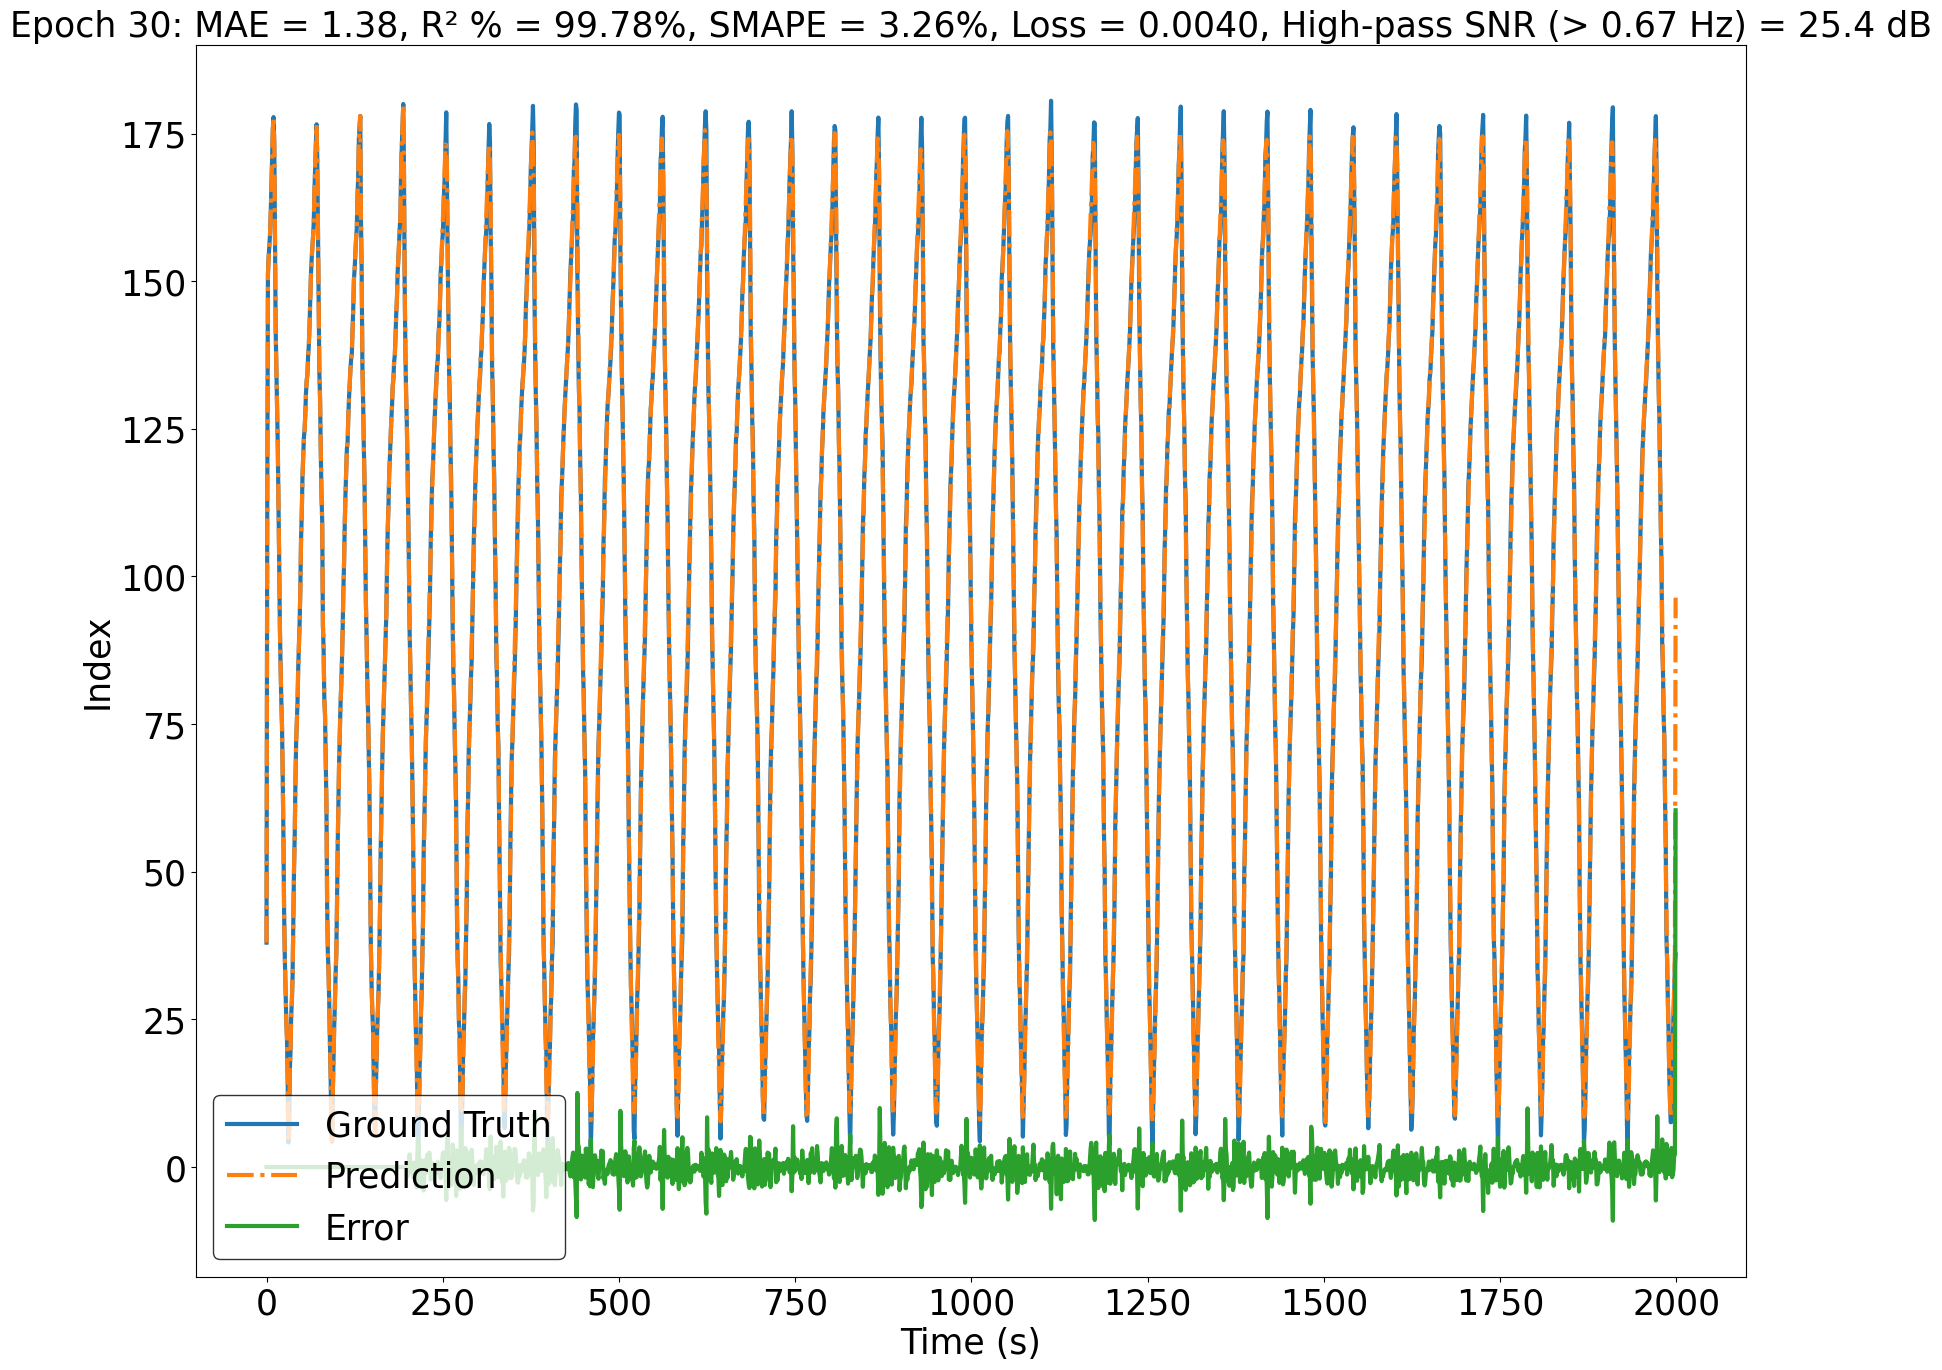 Epoch 30: MAE = 1.38, R² % = 99.78%, SMAPE = 3.26%, Loss = 0.0040, High-pass SNR (> 0.67 Hz) = 25.4 dB
175
150
125
100
75
50
25
0
Index
Ground Truth
Prediction
Error
0 250 500 750 1000 1250 1500 1750 2000
Time (s)